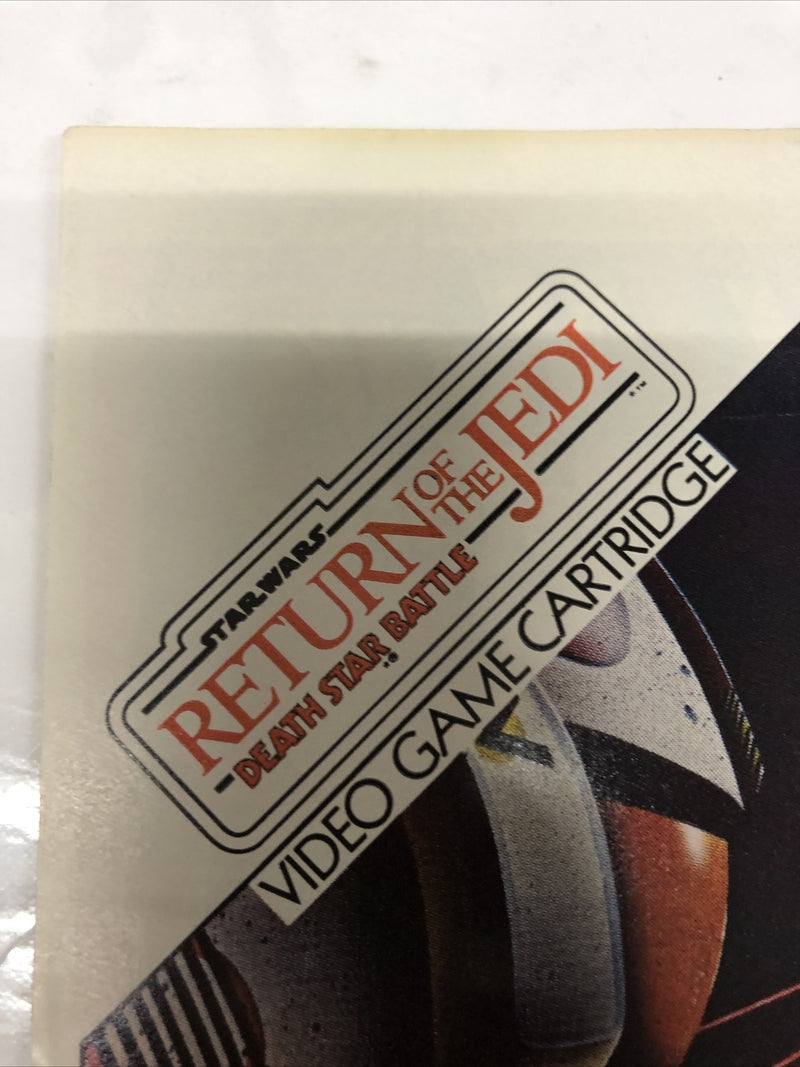 STAR WARS
RETURN OF THE JEDI
DEATH STAR BATTLE
VIDEO GAME CARTRIDGE